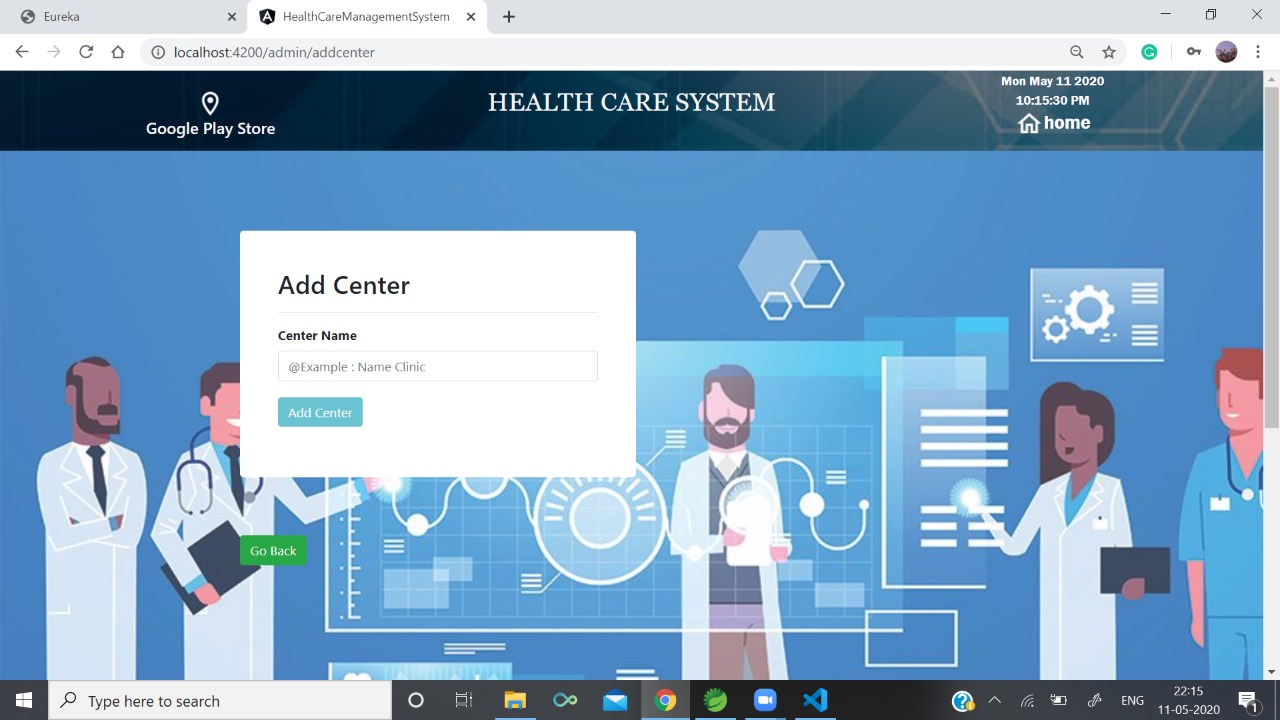 Eureka
HealthCareManagementSystem
localhost:4200/admin/addcenter
Google Play Store
HEALTH CARE SYSTEM
Mon May 11 2020
10:15:30 PM
home
Add Center
Center Name
@Example : Name Clinic
Add Center
Go Back
Type here to search
ENG
22:15
11-05-2020
1